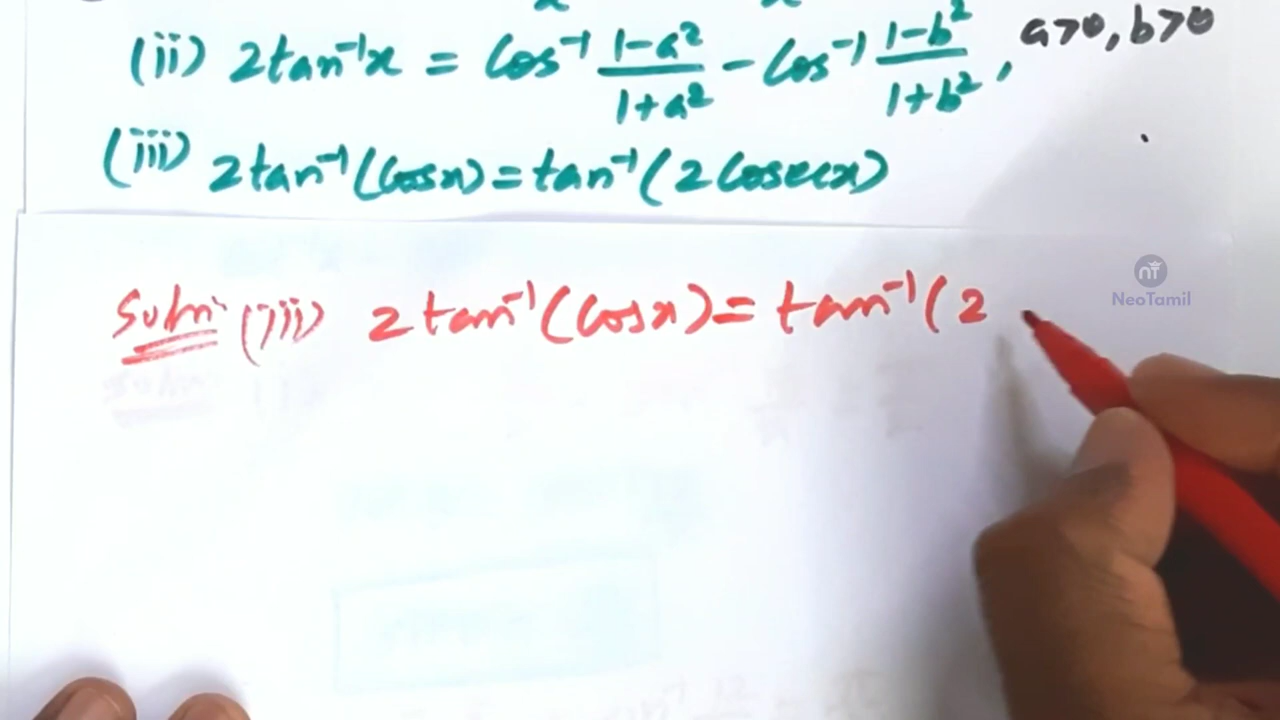 (ii) 2tan⁻¹x = Cos⁻¹ (1-a²)/(1+a²) - Cos⁻¹ (1-b²)/(1+b²), a>0, b>0
(iii) 2tan⁻¹(Cosx) = tan⁻¹(2Cosecx)
Soln: (iii) 2tan⁻¹(Cosx) = tan⁻¹(2
NT
NeoTamil